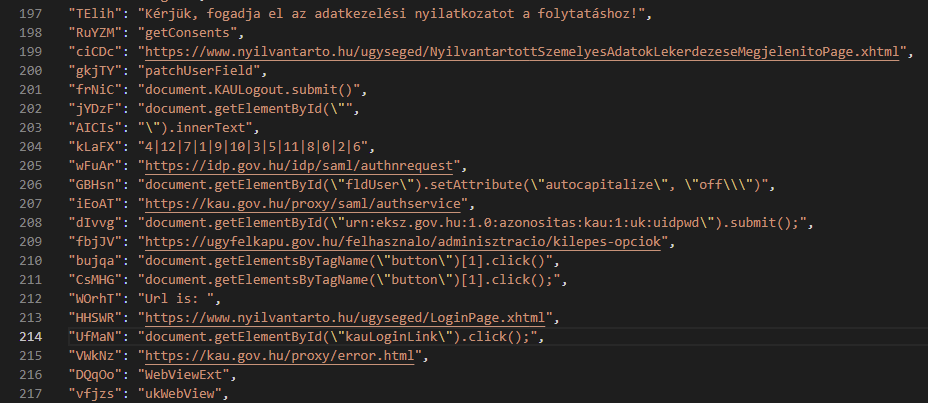 197 "TElih": "Kérjük, fogadja el az adatkezelési nyilatkozatot a folytatáshoz!",
198 "RuYZM": "getConsents",
199 "ciCDc": "https://www.nyilvantarto.hu/ugyseged/NyilvantartottSzemelyesAdatokLekerdezeseMegjelenitoPage.xhtml",
200 "gkjTY": "patchUserField",
201 "frNiC": "document.KAULogout.submit()",
202 "jYDzF": "document.getElementById(\"",
203 "AICIs": "\").innerText",
204 "kLaFX": "4|12|7|1|9|10|3|5|11|8|0|2|6",
205 "wFuAr": "https://idp.gov.hu/idp/saml/authnrequest",
206 "GBHsn": "document.getElementById(\"fldUser\").setAttribute(\"autocapitalize\", \"off\\\")",
207 "iEoAT": "https://kau.gov.hu/proxy/saml/authservice",
208 "dIvvg": "document.getElementById(\"urn:eksz.gov.hu:1.0:azonositas:kau:1:uk:uidpwd\").submit();",
209 "fbjJV": "https://ugyfelkapu.gov.hu/felhasznalo/adminisztracio/kilepes-opciok",
210 "bujqa": "document.getElementsByTagName(\"button\")[1].click()",
211 "CsMHG": "document.getElementsByTagName(\"button\")[1].click();",
212 "WOrhT": "Url is: ",
213 "HHSWR": "https://www.nyilvantarto.hu/ugyseged/LoginPage.xhtml",
214 "UfMaN": "document.getElementById(\"kauLoginLink\").click();",
215 "VWkNz": "https://kau.gov.hu/proxy/error.html",
216 "DQqOo": "WebViewExt",
217 "vfjzs": "ukWebView",